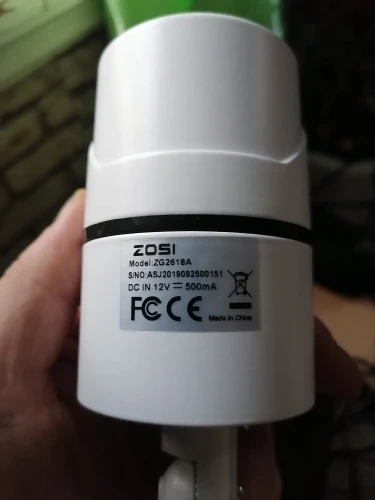 ZOSI
Model:ZG2618A
S/NO:ASJ2019092500151
DC IN 12V ⎓ 500mA
FC CE Made In China